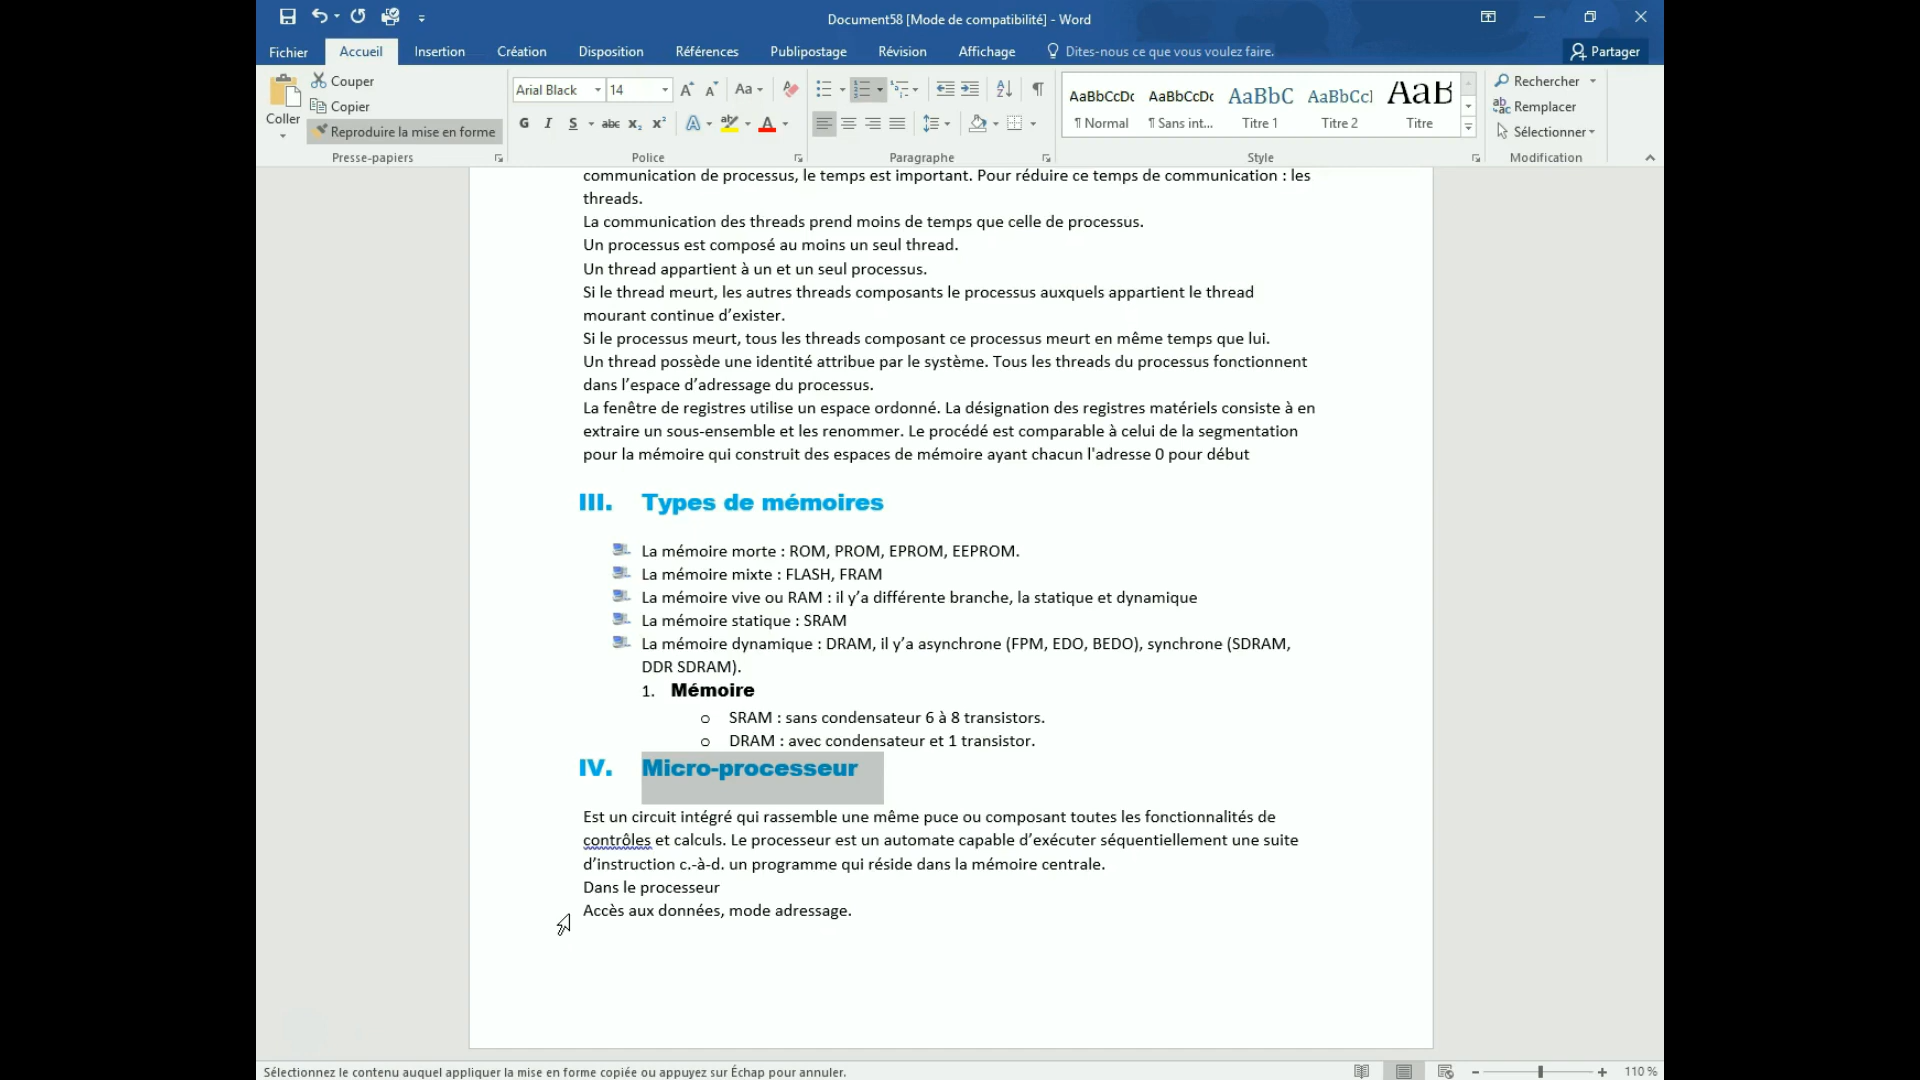 Document58 [Mode de compatibilité] - Word
Fichier Accueil Insertion Création Disposition Références Publipostage Révision Affichage Dites-nous ce que vous voulez faire. Partager
Coller
Couper
Copier
Reproduire la mise en forme
Presse-papiers
Arial Black 14
G I S abc x₂ x² A A
Police
Paragraphe
AaBbCcDc AaBbCcDc AaBbC AaBbCcI AaB
¶ Normal ¶ Sans int... Titre 1 Titre 2 Titre
Style
Rechercher
Remplacer
Sélectionner
Modification
communication de processus, le temps est important. Pour réduire ce temps de communication : les
threads.
La communication des threads prend moins de temps que celle de processus.
Un processus est composé au moins un seul thread.
Un thread appartient à un et un seul processus.
Si le thread meurt, les autres threads composants le processus auxquels appartient le thread
mourant continue d’exister.
Si le processus meurt, tous les threads composant ce processus meurt en même temps que lui.
Un thread possède une identité attribue par le système. Tous les threads du processus fonctionnent
dans l’espace d’adressage du processus.
La fenêtre de registres utilise un espace ordonné. La désignation des registres matériels consiste à en
extraire un sous-ensemble et les renommer. Le procédé est comparable à celui de la segmentation
pour la mémoire qui construit des espaces de mémoire ayant chacun l'adresse 0 pour début
III. Types de mémoires
La mémoire morte : ROM, PROM, EPROM, EEPROM.
La mémoire mixte : FLASH, FRAM
La mémoire vive ou RAM : il y’a différente branche, la statique et dynamique
La mémoire statique : SRAM
La mémoire dynamique : DRAM, il y’a asynchrone (FPM, EDO, BEDO), synchrone (SDRAM,
DDR SDRAM).
1. Mémoire
o SRAM : sans condensateur 6 à 8 transistors.
o DRAM : avec condensateur et 1 transistor.
IV. Micro-processeur
Est un circuit intégré qui rassemble une même puce ou composant toutes les fonctionnalités de
contrôles et calculs. Le processeur est un automate capable d’exécuter séquentiellement une suite
d’instruction c.-à-d. un programme qui réside dans la mémoire centrale.
Dans le processeur
Accès aux données, mode adressage.
Sélectionnez le contenu auquel appliquer la mise en forme copiée ou appuyez sur Échap pour annuler.
110 %